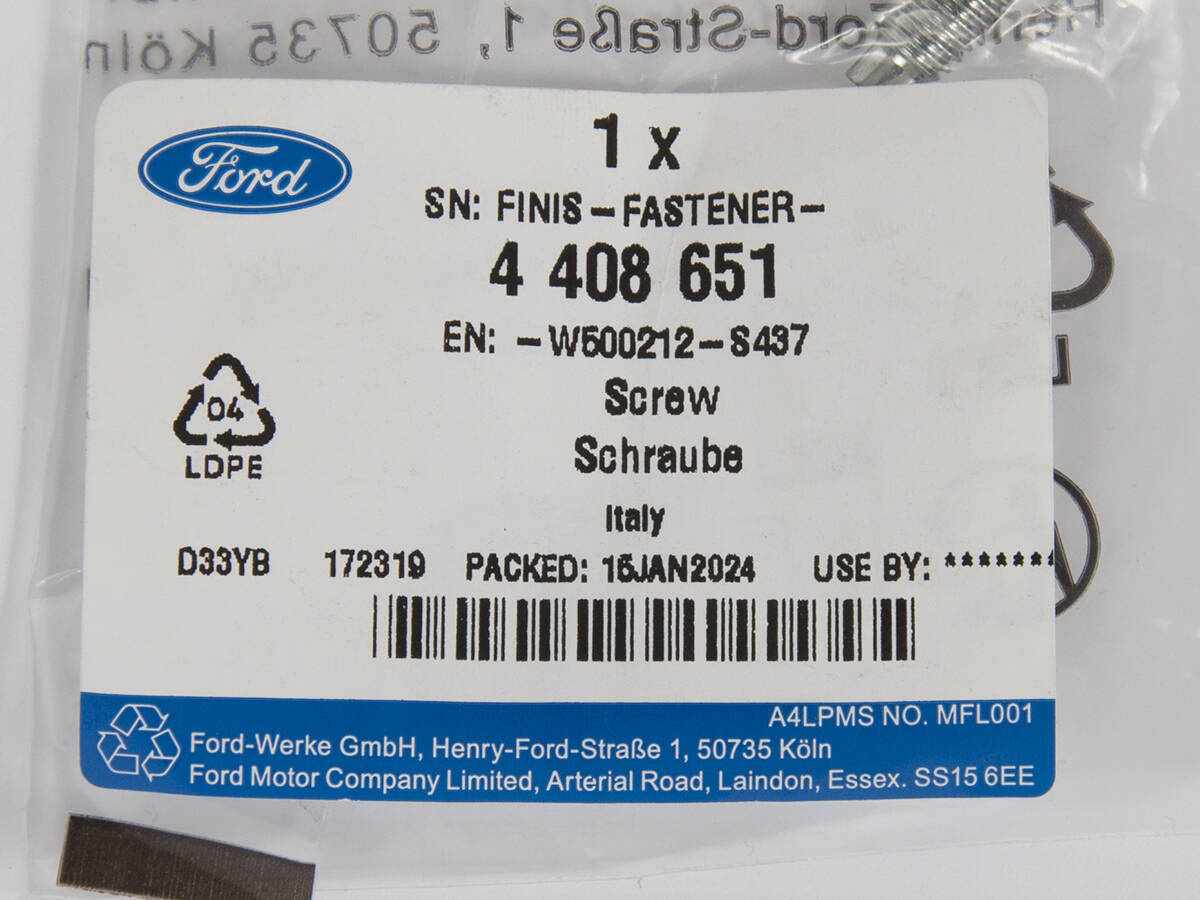 Henry-Ford-Straße 1, 50735 Köln
Ford
1 x
SN: FINIS-FASTENER-
4 408 651
EN: -W500212-S437
Screw
Schraube
04
LDPE
Italy
D33YB 172319 PACKED: 15JAN2024 USE BY: *******
A4LPMS NO. MFL001
Ford-Werke GmbH, Henry-Ford-Straße 1, 50735 Köln
Ford Motor Company Limited, Arterial Road, Laindon, Essex. SS15 6EE